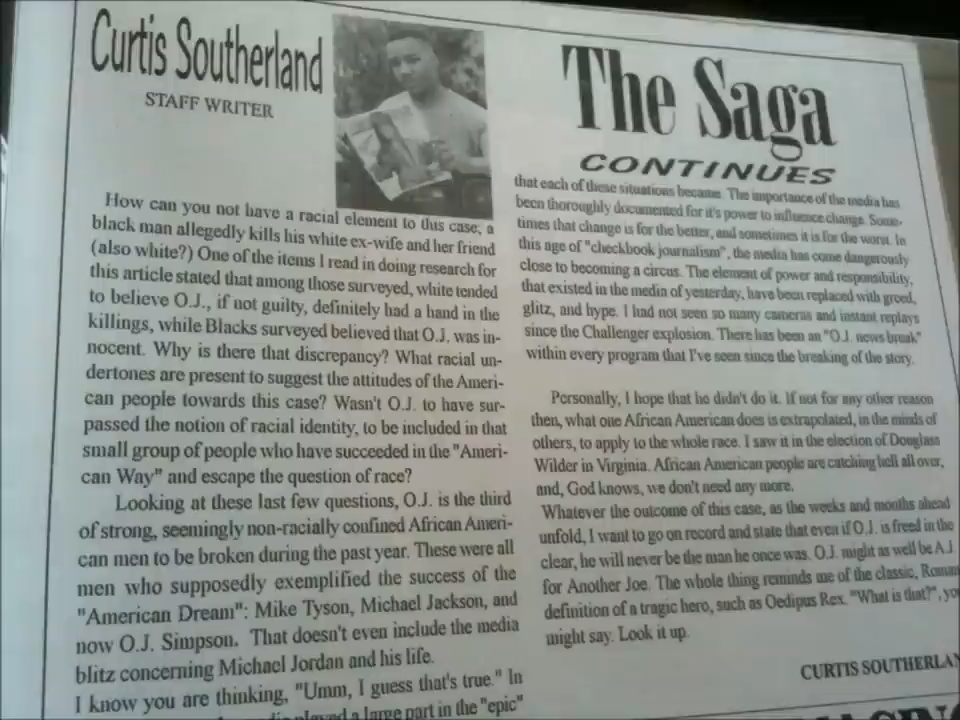 Curtis Southerland
STAFF WRITER
How can you not have a racial element to this case, a
black man allegedly kills his white ex-wife and her friend
(also white?) One of the items I read in doing research for
this article stated that among those surveyed, white tended
to believe O.J., if not guilty, definitely had a hand in the
killings, while Blacks surveyed believed that O.J. was in-
nocent. Why is there that discrepancy? What racial un-
dertones are present to suggest the attitudes of the Ameri-
can people towards this case? Wasn't O.J. to have sur-
passed the notion of racial identity, to be included in that
small group of people who have succeeded in the "Ameri-
can Way" and escape the question of race?
Looking at these last few questions, O.J. is the third
of strong, seemingly non-racially confined African Ameri-
can men to be broken during the past year. These were all
men who supposedly exemplified the success of the
"American Dream": Mike Tyson, Michael Jackson, and
now O.J. Simpson. That doesn't even include the media
blitz concerning Michael Jordan and his life.
I know you are thinking, "Umm, I guess that's true." In
played a large part in the "epic"
The Saga
CONTINUES
that each of these situations became. The importance of the media has
been thoroughly documented for it's power to influence change. Some-
times that change is for the better, and sometimes it is for the worst. In
this age of "checkbook journalism", the media has come dangerously
close to becoming a circus. The element of power and responsibility,
that existed in the media of yesterday, have been replaced with greed,
glitz, and hype. I had not seen so many cameras and instant replays
since the Challenger explosion. There has been an "O.J. news break"
within every program that I've seen since the breaking of the story.
Personally, I hope that he didn't do it. If not for any other reason
then, what one African American does is extrapolated, in the minds of
others, to apply to the whole race. I saw it in the election of Douglass
Wilder in Virginia. African American people are catching hell all over,
and, God knows, we don't need any more.
Whatever the outcome of this case, as the weeks and months ahead
unfold, I want to go on record and state that even if O.J. is freed in the
clear, he will never be the man he once was. O.J. might as well be A.J.
for Another Joe. The whole thing reminds me of the classic, Roman
definition of a tragic hero, such as Oedipus Rex. "What is that?", you
might say. Look it up.
CURTIS SOUTHERLAN